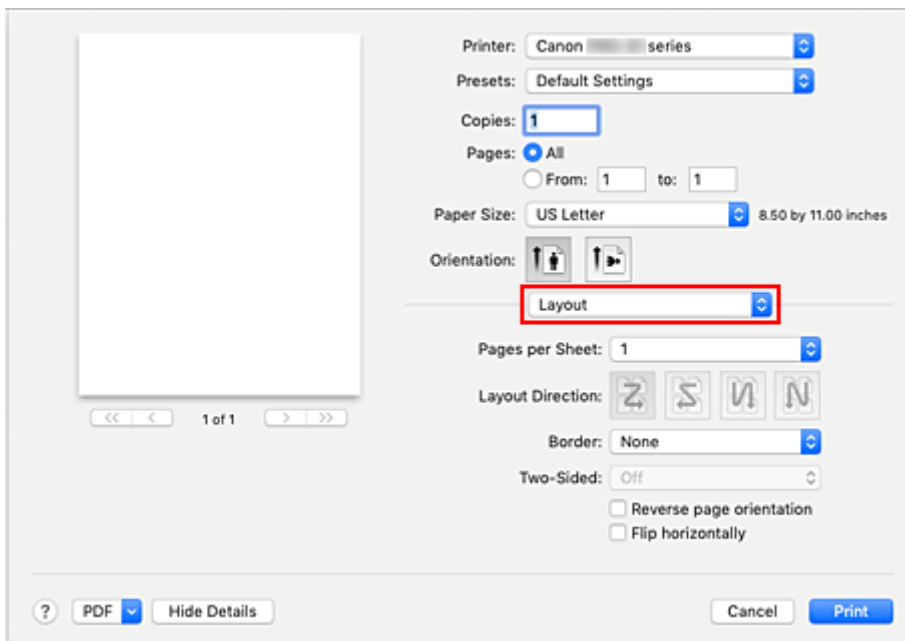 Printer: Canon series
Presets: Default Settings
Copies: 1
Pages: All
From: 1 to: 1
Paper Size: US Letter 8.50 by 11.00 inches
Orientation:
Layout
Pages per Sheet: 1
Layout Direction:
Border: None
Two-Sided: Off
Reverse page orientation
Flip horizontally
1 of 1
? PDF Hide Details Cancel Print